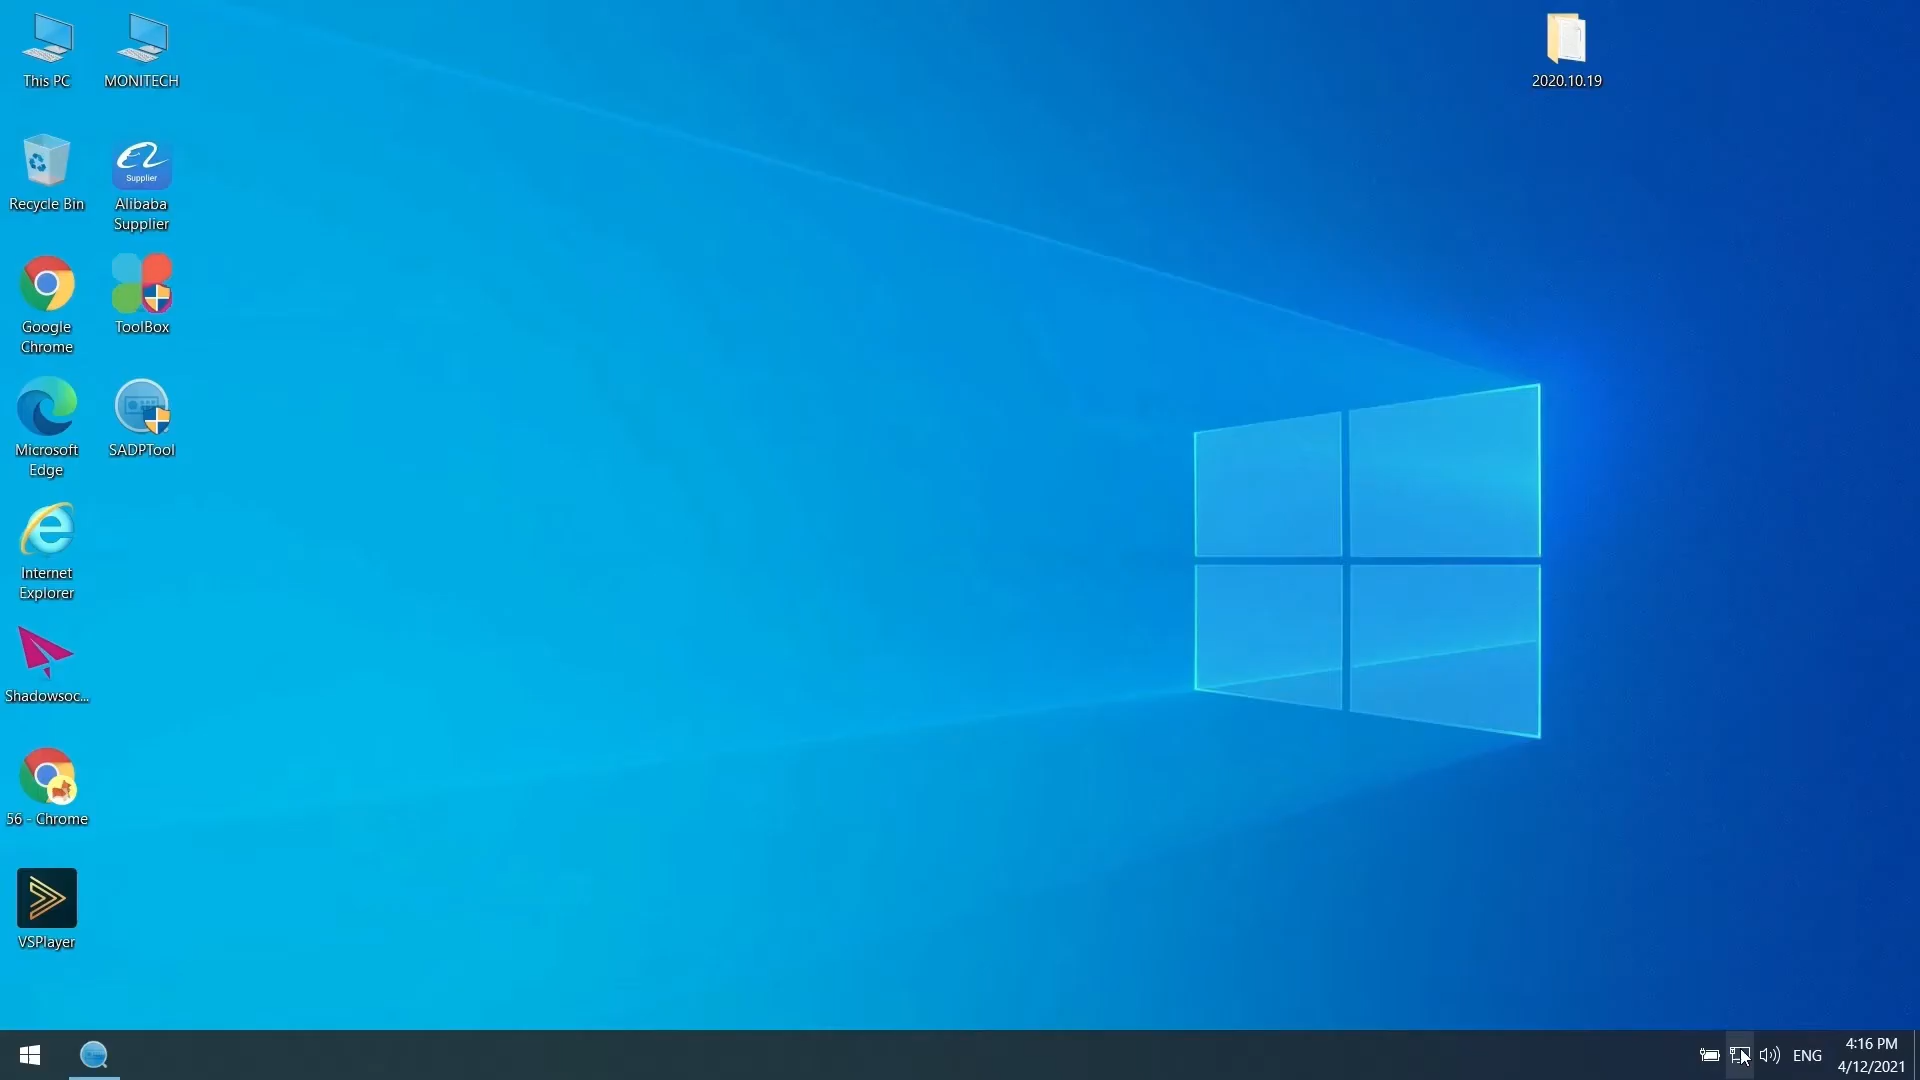 This PC
MONITECH
2020.10.19
Recycle Bin
Supplier
Alibaba
Supplier
Google
Chrome
ToolBox
Microsoft
Edge
SADPTool
Internet
Explorer
Shadowsoc...
56 - Chrome
VSPlayer
ENG
4:16 PM
4/12/2021